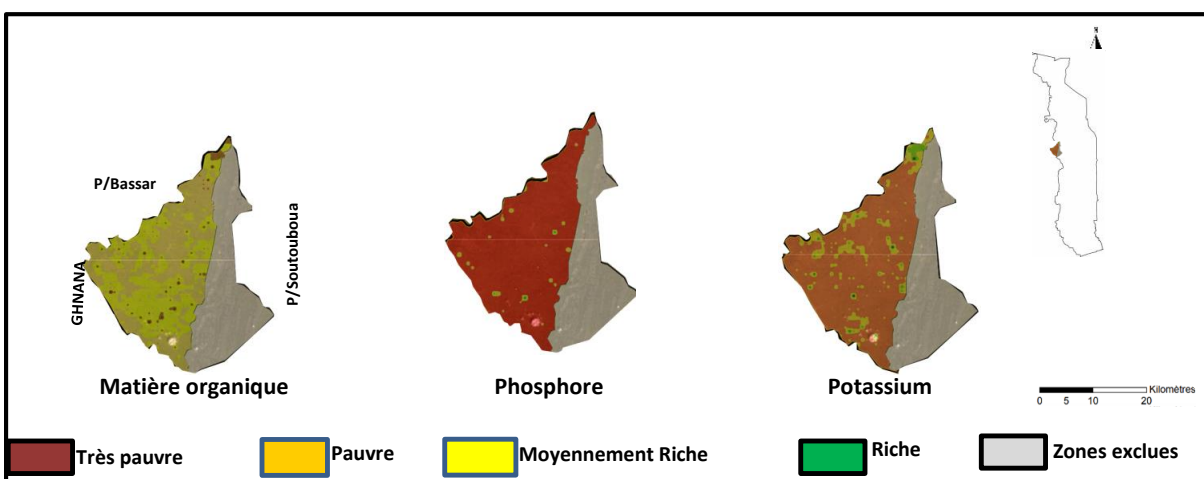 N
P/Bassar
GHNANA
P/Soutouboua
Matière organique
Phosphore
Potassium
Kilomètres
0 5 10 20
Très pauvre
Pauvre
Moyennement Riche
Riche
Zones exclues